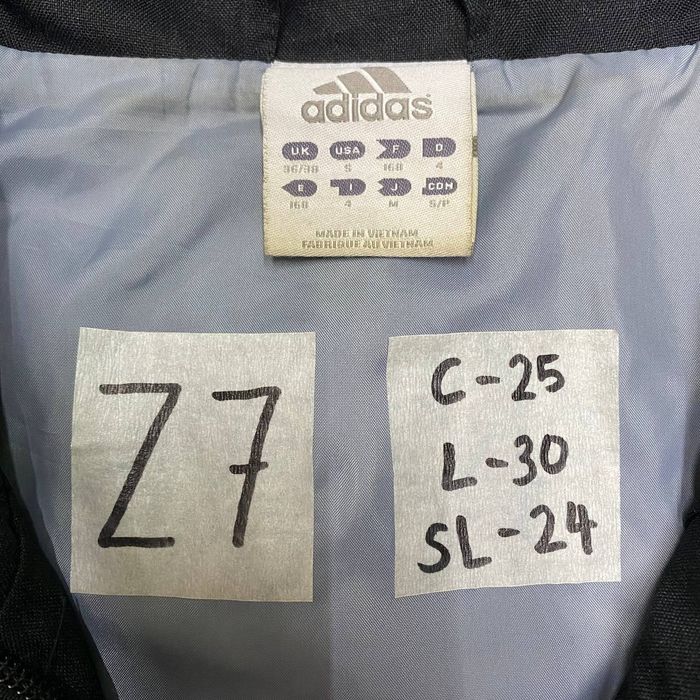 adidas
UK USA F D
36/38 S 168 4
E I J CDN
168 4 M S/P
MADE IN VIETNAM
FABRIQUE AU VIETNAM
Z7
C-25
L-30
SL-24